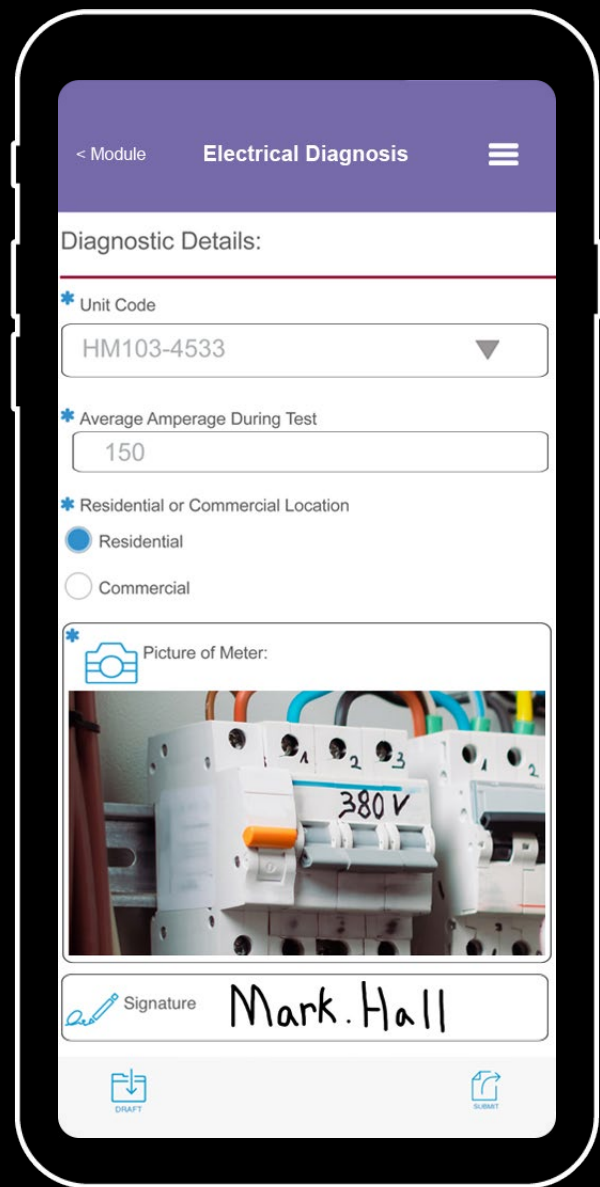 < Module Electrical Diagnosis
Diagnostic Details:
* Unit Code
HM103-4533
* Average Amperage During Test
150
* Residential or Commercial Location
Residential
Commercial
*
Picture of Meter:
1 2 3
2
380 V
Signature Mark. Hall
DRAFT SUBMIT